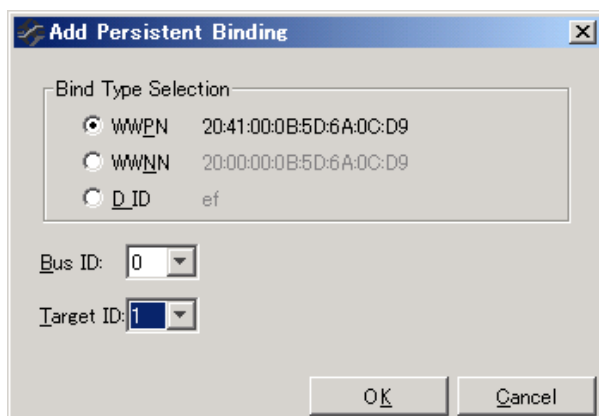 Add Persistent Binding
Bind Type Selection
WWPN 20:41:00:0B:5D:6A:0C:D9
WWNN 20:00:00:0B:5D:6A:0C:D9
D_ID ef
Bus ID: 0
Target ID: 1
OK Cancel